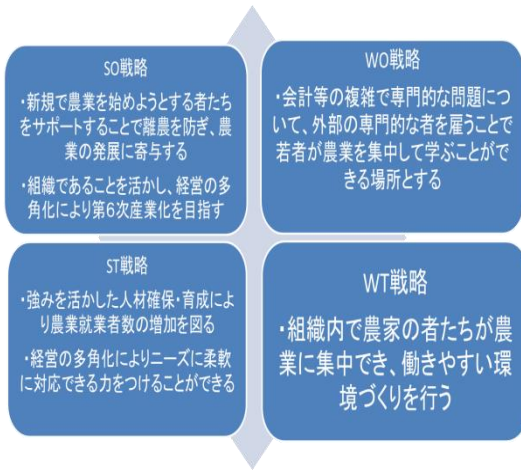 SO戦略
・新規で農業を始めようとする者たち
をサポートすることで離農を防ぎ、農
業の発展に寄与する
・組織であることを活かし、経営の多
角化により第6次産業化を目指す
WO戦略
・会計等の複雑で専門的な問題につ
いて、外部の専門的な者を雇うことで
若者が農業を集中して学ぶことがで
きる場所とする
ST戦略
・強みを活かした人材確保・育成によ
り農業就業者数の増加を図る
・経営の多角化によりニーズに柔軟
に対応できる力をつけることができる
WT戦略
・組織内で農家の者たちが農
業に集中でき、働きやすい環
境づくりを行う